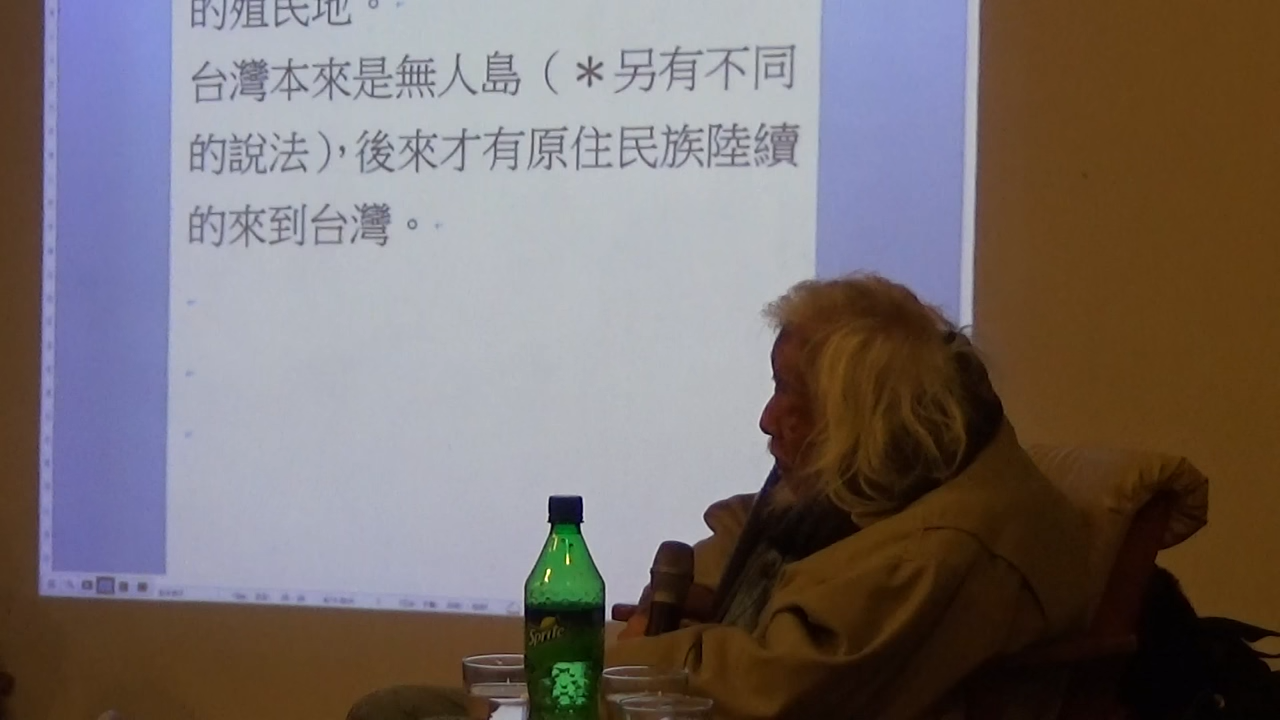 的殖民地。
台灣本來是無人島（＊另有不同
的說法），後來才有原住民族陸續
的來到台灣。
Sprite